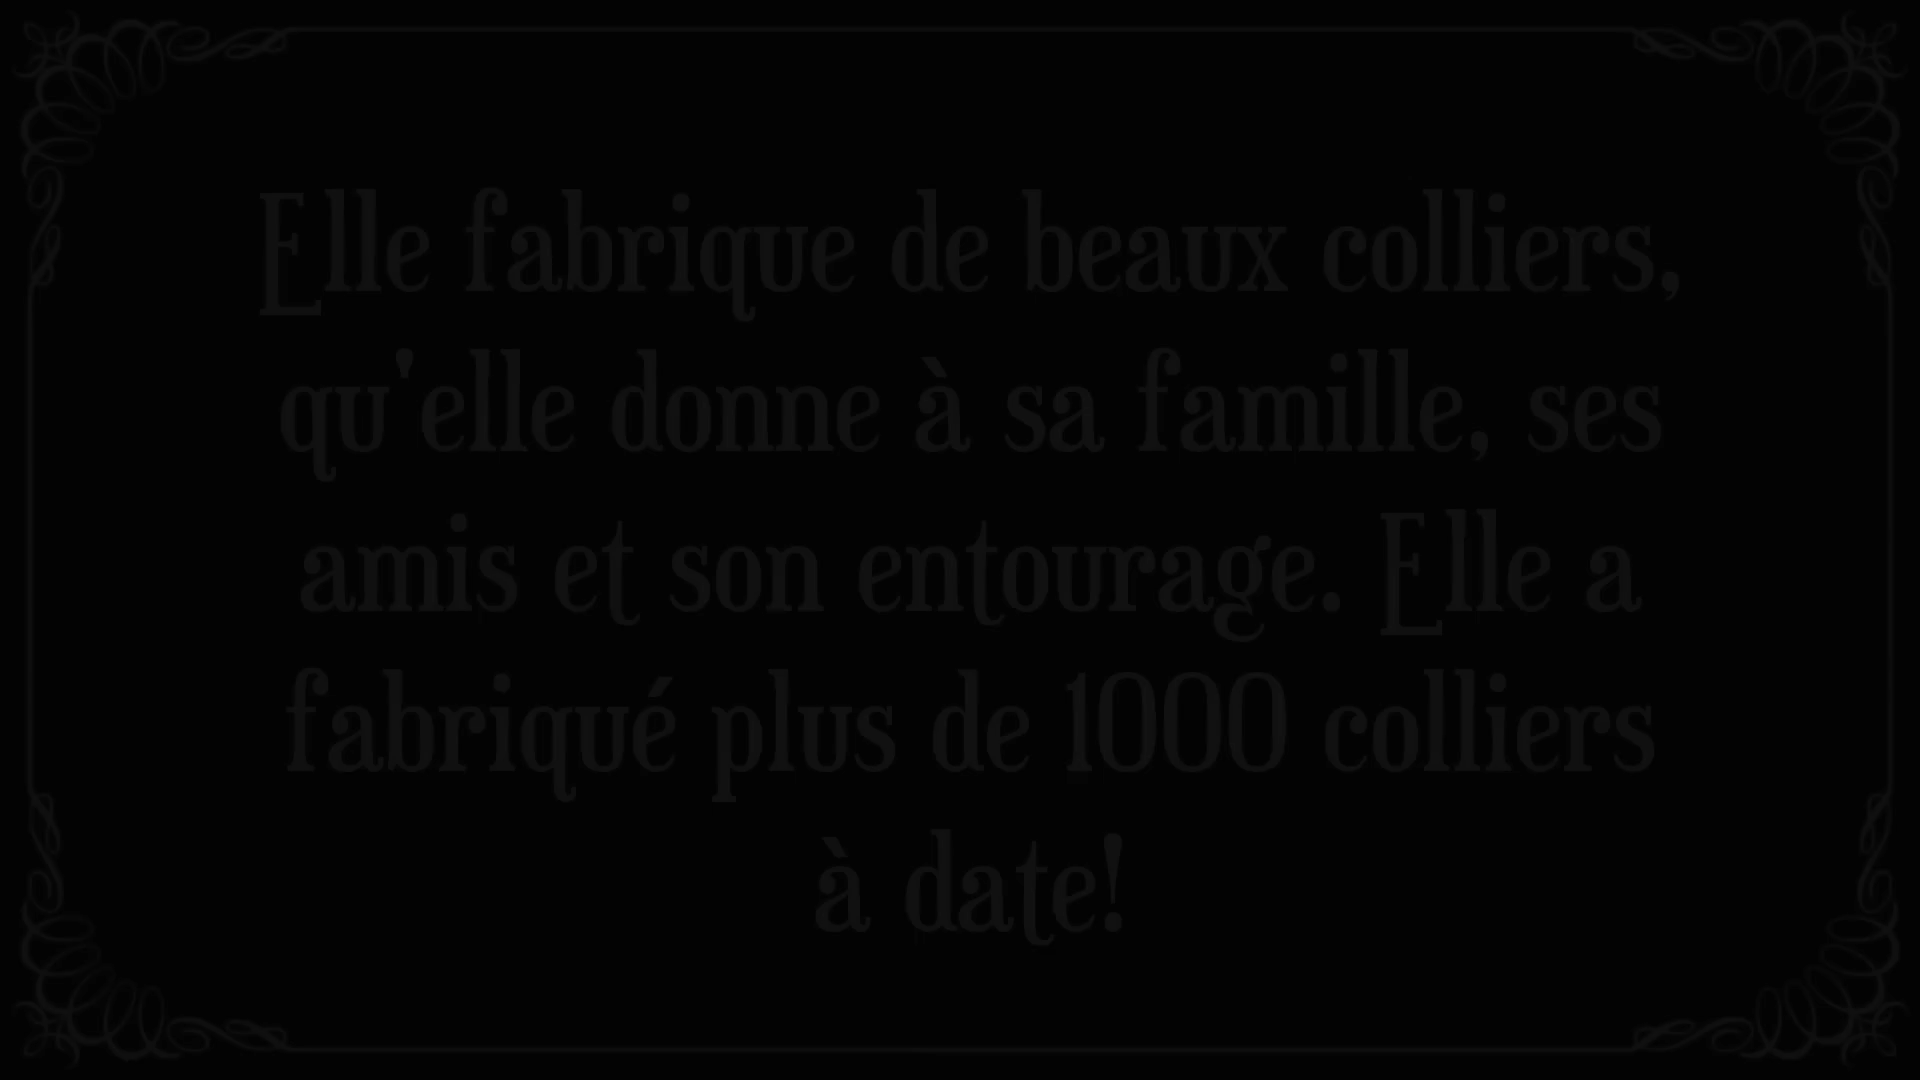 Elle fabrique de beaux colliers,
qu'elle donne à sa famille, ses
amis et son entourage. Elle a
fabriqué plus de 1000 colliers
à date!